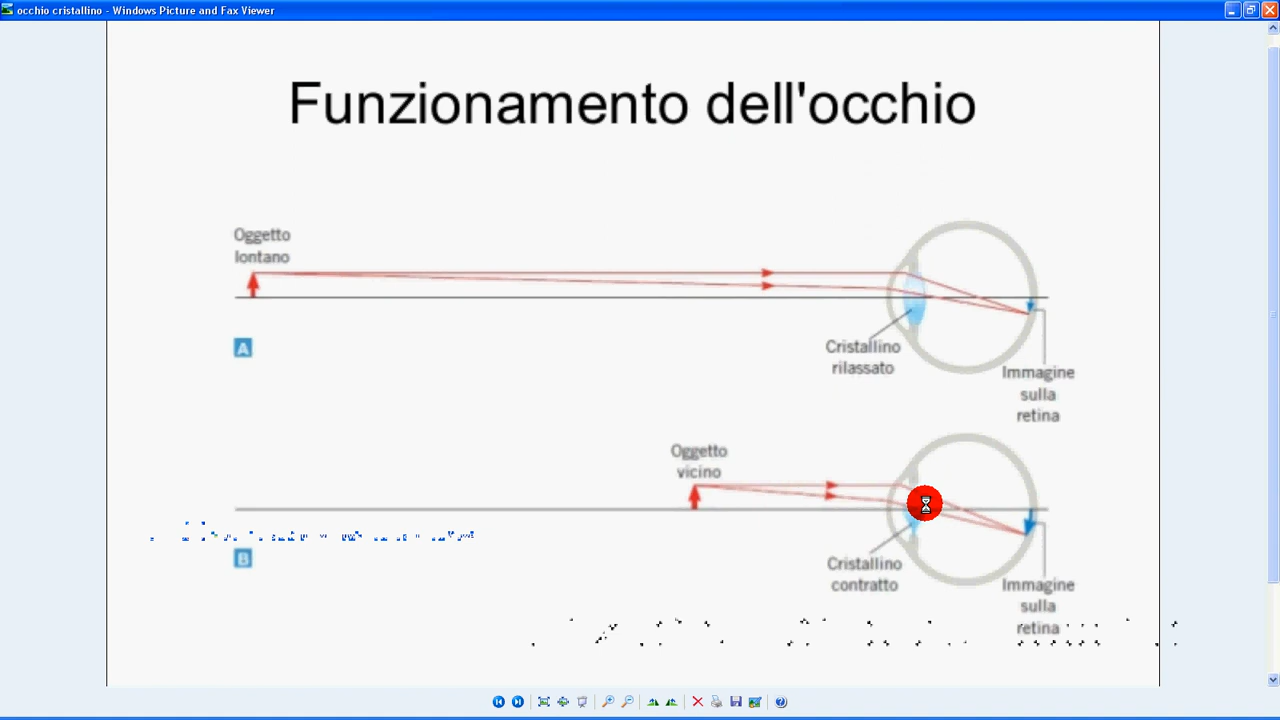 occhio cristallino - Windows Picture and Fax Viewer
Funzionamento dell'occhio
Oggetto
lontano
A
Cristallino
rilassato
Immagine
sulla
retina
Oggetto
vicino
B
Cristallino
contratto
Immagine
sulla
retina